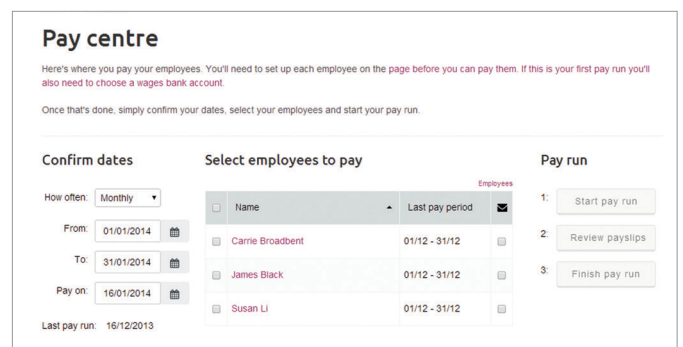 Pay centre
Here's where you pay your employees. You'll need to set up each employee on the page before you can pay them. If this is your first pay run you'll
also need to choose a wages bank account.
Once that's done, simply confirm your dates, select your employees and start your pay run.
Confirm dates
How often: Monthly
From: 01/01/2014
To: 31/01/2014
Pay on: 16/01/2014
Last pay run: 16/12/2013
Select employees to pay
Employees
Name Last pay period
Carrie Broadbent 01/12 - 31/12
James Black 01/12 - 31/12
Susan Li 01/12 - 31/12
Pay run
1: Start pay run
2: Review payslips
3: Finish pay run